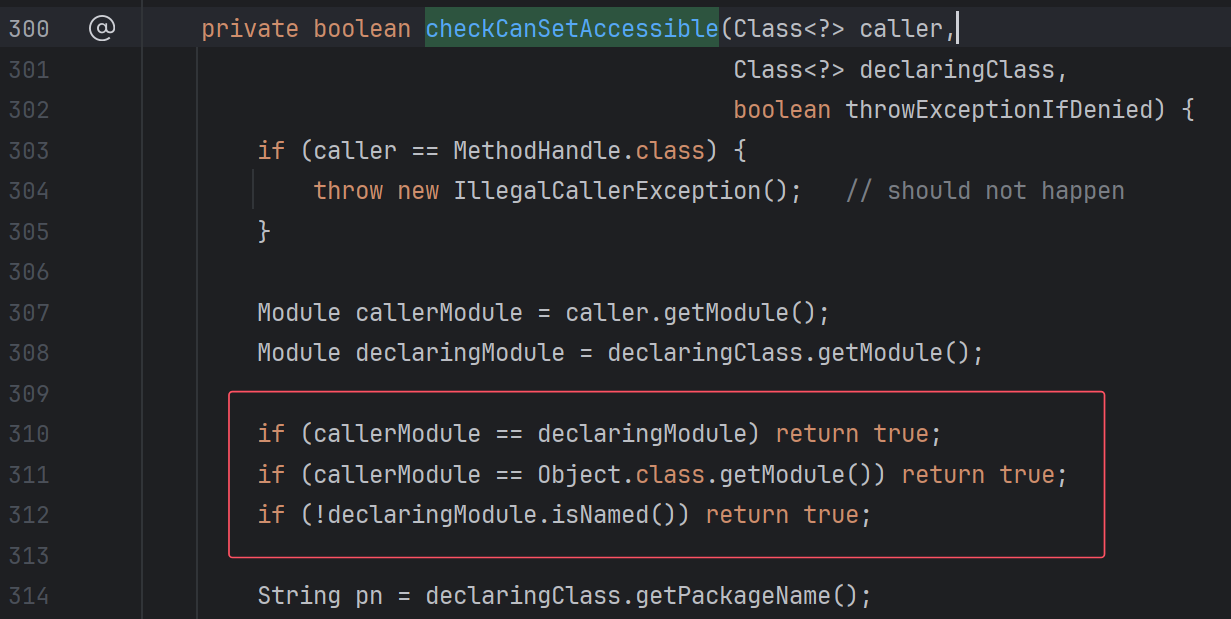 300 @ private boolean checkCanSetAccessible(Class<?> caller,
301 Class<?> declaringClass,
302 boolean throwExceptionIfDenied) {
303 if (caller == MethodHandle.class) {
304 throw new IllegalCallerException();   // should not happen
305 }
306
307 Module callerModule = caller.getModule();
308 Module declaringModule = declaringClass.getModule();
309
310 if (callerModule == declaringModule) return true;
311 if (callerModule == Object.class.getModule()) return true;
312 if (!declaringModule.isNamed()) return true;
313
314 String pn = declaringClass.getPackageName();